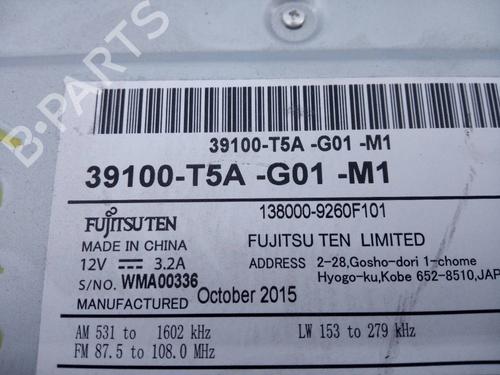 B-PARTS
39100-T5A -G01 -M1
39100-T5A -G01 -M1
FUJITSU TEN
138000-9260F101
MADE IN CHINA
FUJITSU TEN LIMITED
12V 3.2A
ADDRESS 2-28,Gosho-dori 1-chome
Hyogo-ku,Kobe 652-8510,JAP
S/NO. WMA00336
MANUFACTURED October 2015
AM 531 to 1602 kHz LW 153 to 279 kHz
FM 87.5 to 108.0 MHz